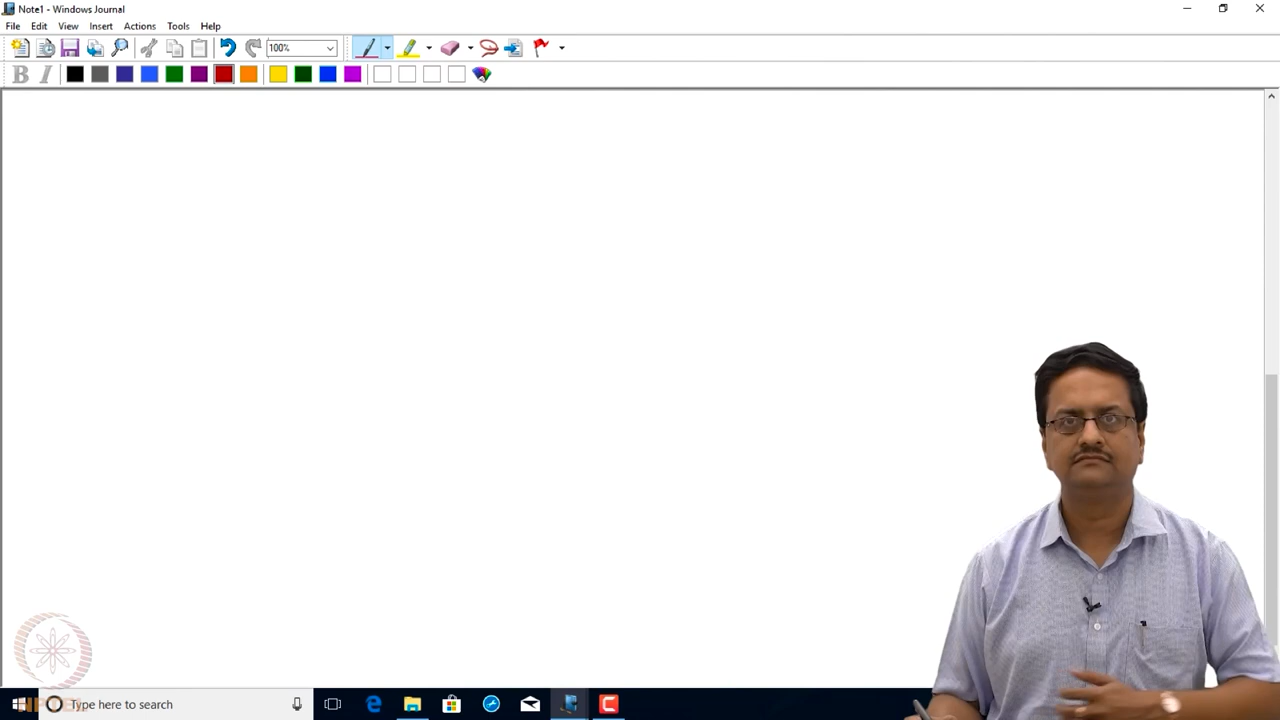 Note1 - Windows Journal
File Edit View Insert Actions Tools Help
100%
B I
Type here to search